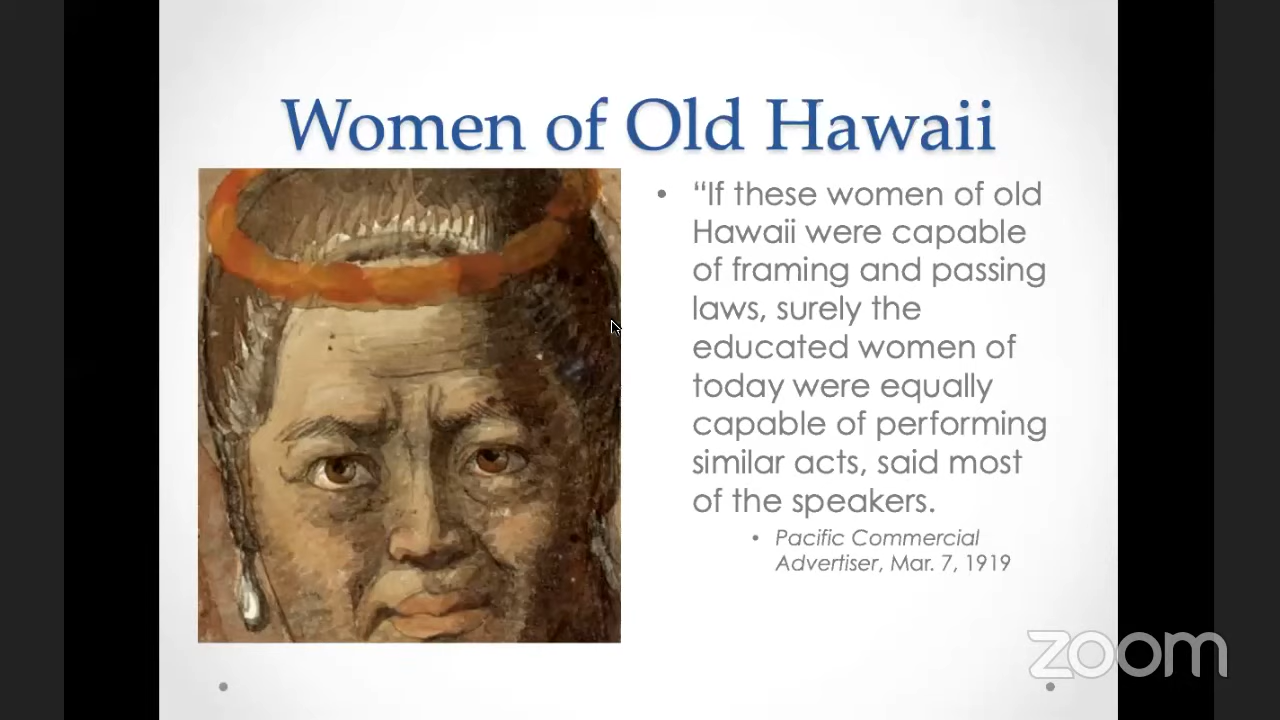 Women of Old Hawaii
• “If these women of old
Hawaii were capable
of framing and passing
laws, surely the
educated women of
today were equally
capable of performing
similar acts, said most
of the speakers.
• Pacific Commercial
Advertiser, Mar. 7, 1919
zoom